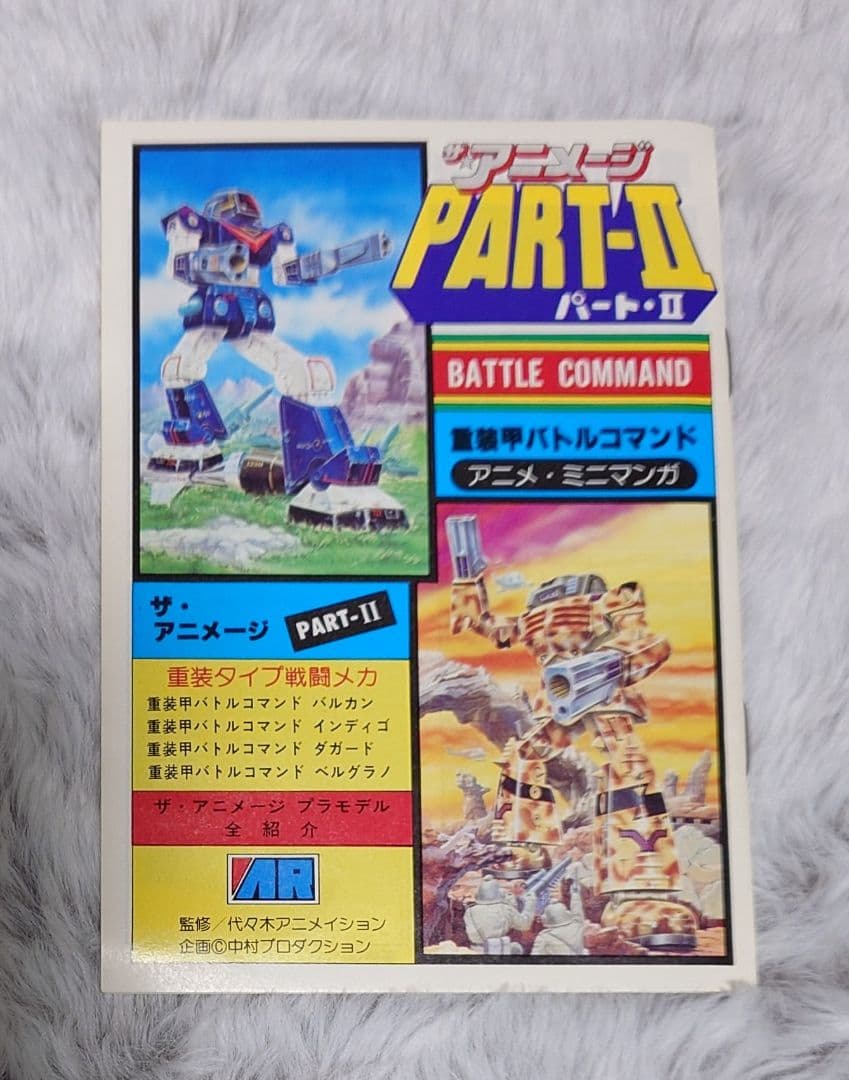 ザ★アニメージ
PART-II
パート・II
BATTLE COMMAND
重装甲バトルコマンド
アニメ・ミニマンガ
ザ・
アニメージ
PART-II
重装タイプ戦闘メカ
重装甲バトルコマンド バルカン
重装甲バトルコマンド インディゴ
重装甲バトルコマンド ダガード
重装甲バトルコマンド ベルグラノ
ザ・アニメージ プラモデル
全紹介
AR
監修／代々木アニメイション
企画©中村プロダクション